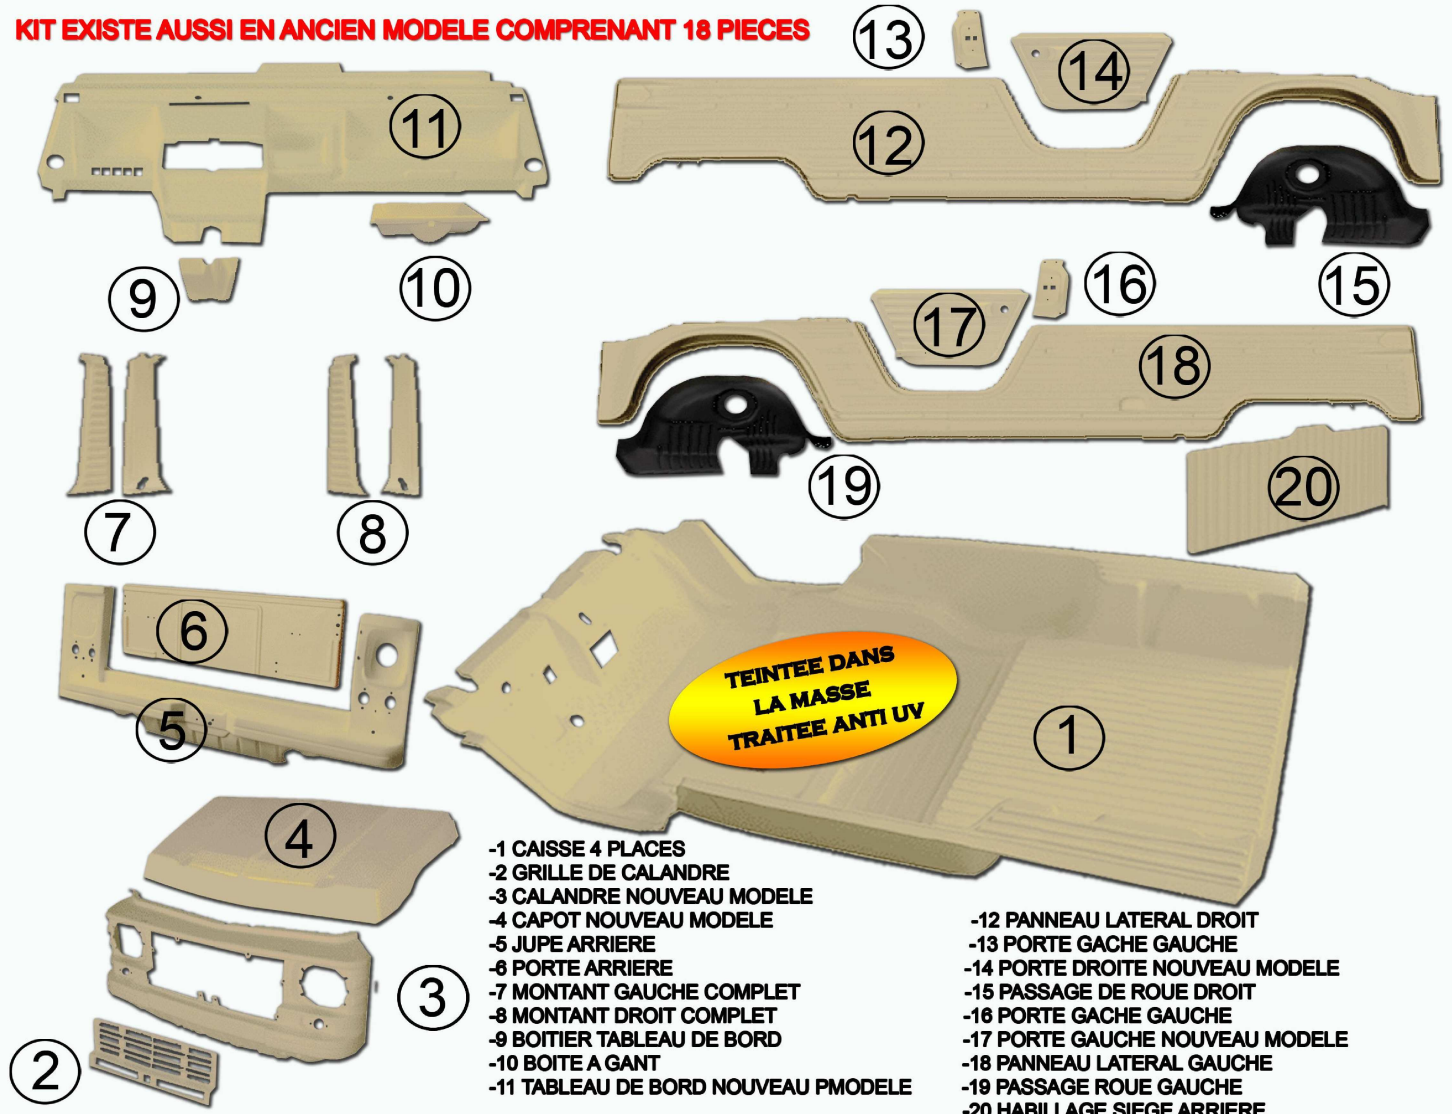 KIT EXISTE AUSSI EN ANCIEN MODELE COMPRENANT 18 PIECES
13
14
11
12
9
10
16
15
17
18
7
8
19
20
6
5
TEINTEE DANS
LA MASSE
TRAITEE ANTI UV
1
4
3
2
-1 CAISSE 4 PLACES
-2 GRILLE DE CALANDRE
-3 CALANDRE NOUVEAU MODELE
-4 CAPOT NOUVEAU MODELE
-5 JUPE ARRIERE
-6 PORTE ARRIERE
-7 MONTANT GAUCHE COMPLET
-8 MONTANT DROIT COMPLET
-9 BOITIER TABLEAU DE BORD
-10 BOITE A GANT
-11 TABLEAU DE BORD NOUVEAU PMODELE
-12 PANNEAU LATERAL DROIT
-13 PORTE GACHE GAUCHE
-14 PORTE DROITE NOUVEAU MODELE
-15 PASSAGE DE ROUE DROIT
-16 PORTE GACHE GAUCHE
-17 PORTE GAUCHE NOUVEAU MODELE
-18 PANNEAU LATERAL GAUCHE
-19 PASSAGE ROUE GAUCHE
-20 HABILLAGE SIEGE ARRIERE